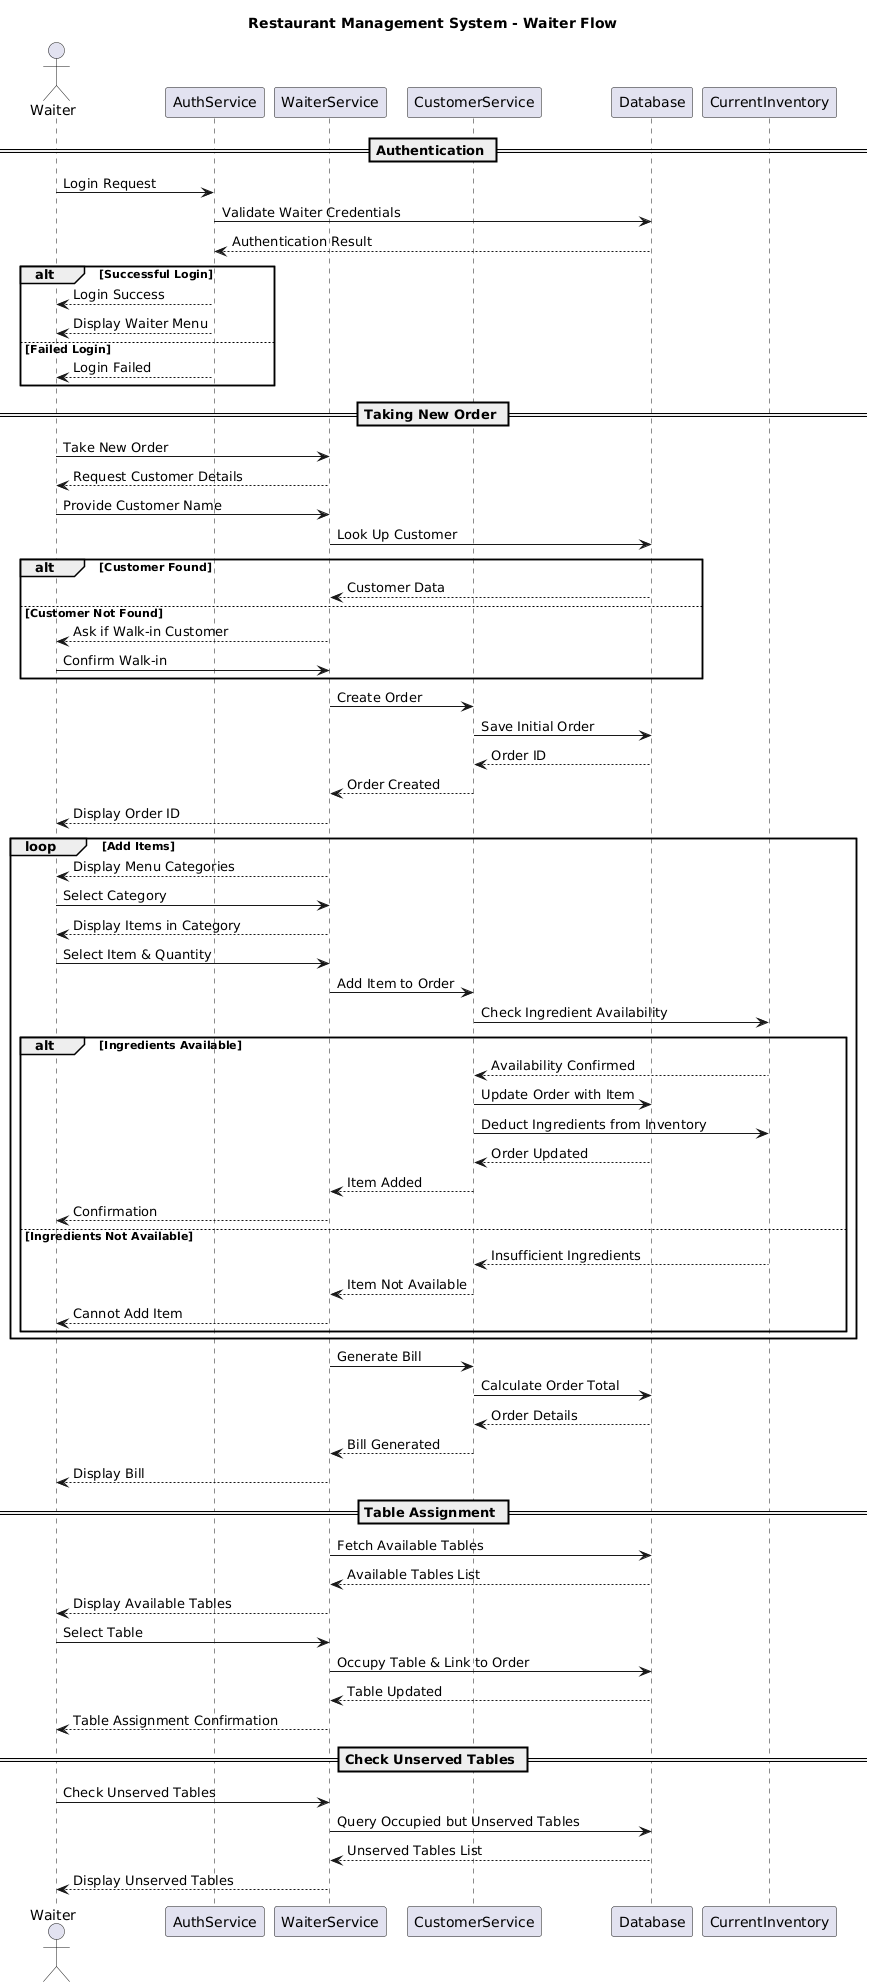 Restaurant Management System - Waiter Flow
Waiter
AuthService
WaiterService
CustomerService
Database
CurrentInventory
Authentication
Login Request
Validate Waiter Credentials
Authentication Result
alt [Successful Login]
Login Success
Display Waiter Menu
[Failed Login]
Login Failed
Taking New Order
Take New Order
Request Customer Details
Provide Customer Name
Look Up Customer
alt [Customer Found]
Customer Data
[Customer Not Found]
Ask if Walk-in Customer
Confirm Walk-in
Create Order
Save Initial Order
Order ID
Order Created
Display Order ID
loop [Add Items]
Display Menu Categories
Select Category
Display Items in Category
Select Item & Quantity
Add Item to Order
Check Ingredient Availability
alt [Ingredients Available]
Availability Confirmed
Update Order with Item
Deduct Ingredients from Inventory
Order Updated
Item Added
Confirmation
[Ingredients Not Available]
Insufficient Ingredients
Item Not Available
Cannot Add Item
Generate Bill
Calculate Order Total
Order Details
Bill Generated
Display Bill
Table Assignment
Fetch Available Tables
Available Tables List
Display Available Tables
Select Table
Occupy Table & Link to Order
Table Updated
Table Assignment Confirmation
Check Unserved Tables
Check Unserved Tables
Query Occupied but Unserved Tables
Unserved Tables List
Display Unserved Tables
Waiter
AuthService
WaiterService
CustomerService
Database
CurrentInventory